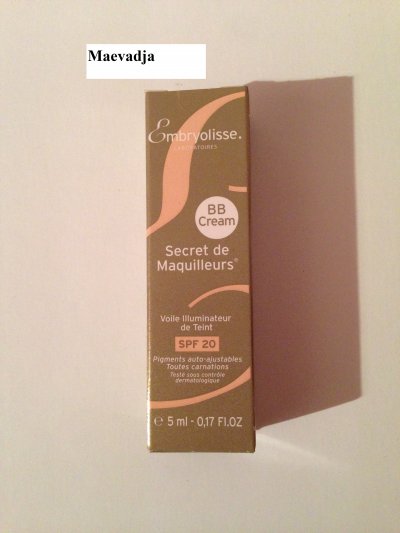 Maevadja
Embryolisse.
LABORATOIRES
BB
Cream
Secret de
Maquilleurs®
Voile Illuminateur
de Teint
SPF 20
Pigments auto-ajustables
Toutes carnations
Testé sous contrôle
dermatologique
℮ 5 ml - 0,17 Fl.OZ